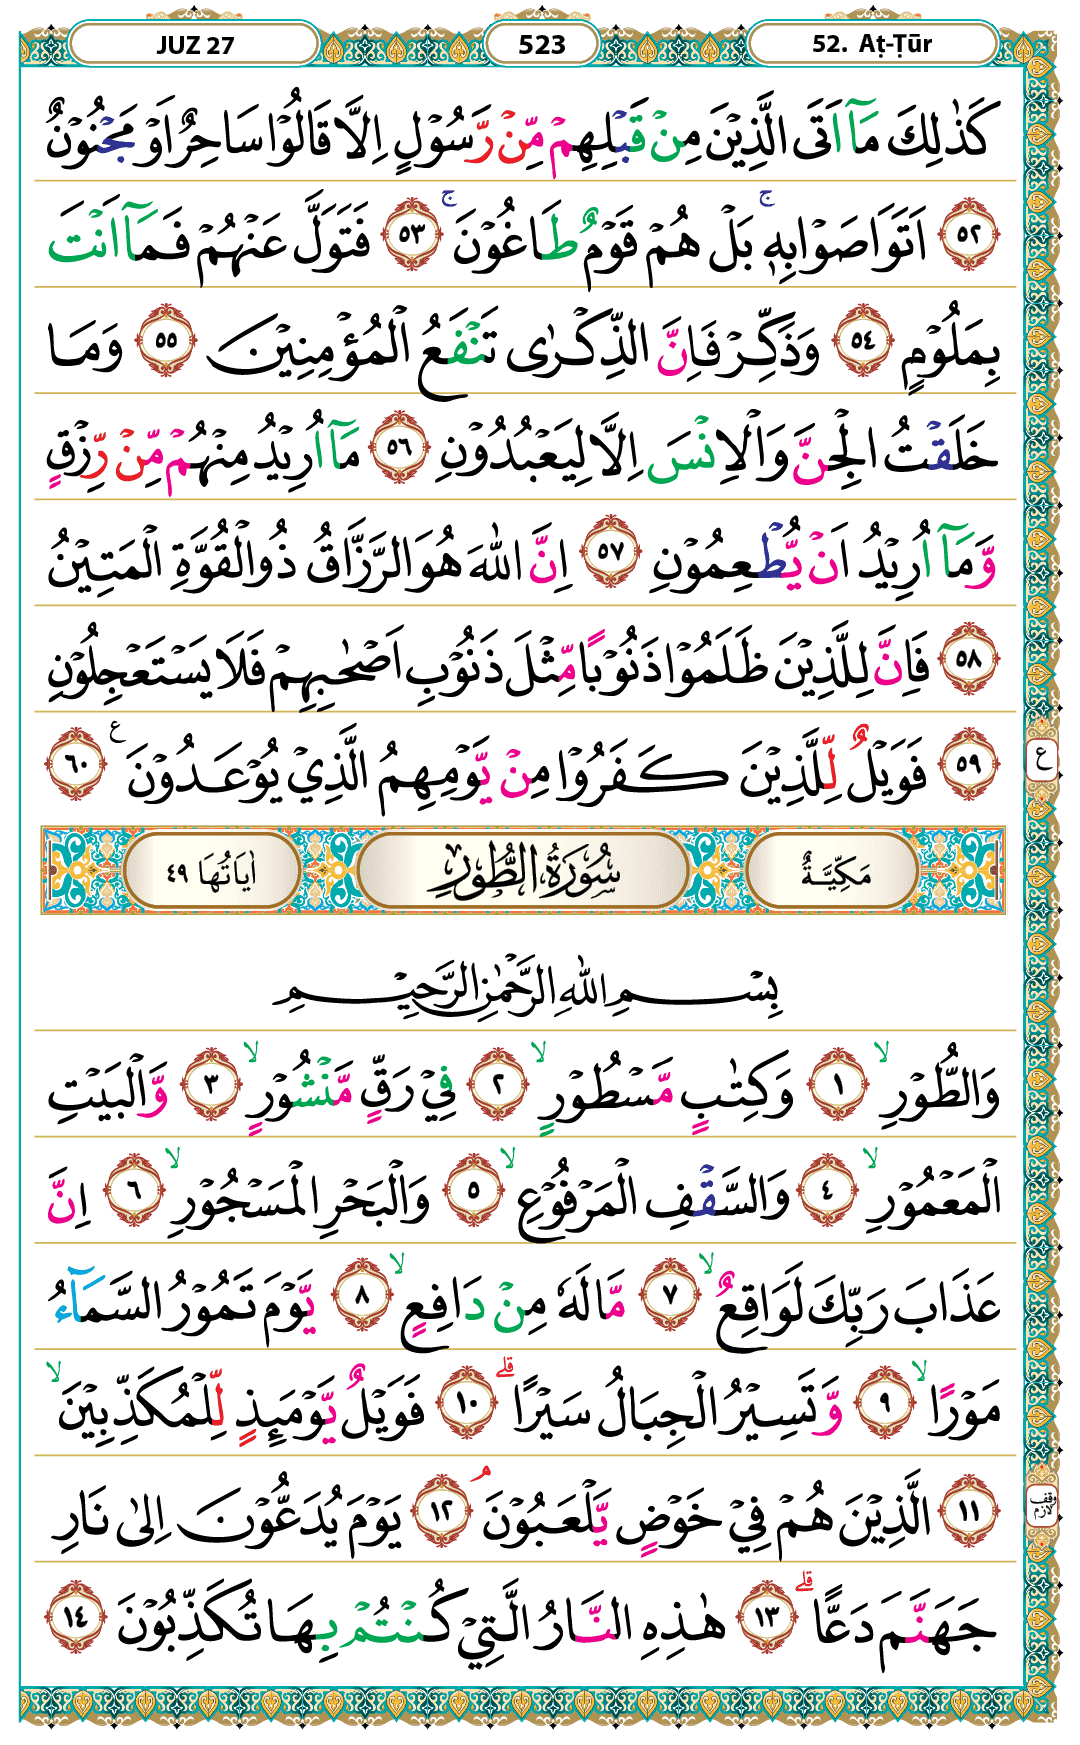 JUZ 27
523
52. Aṭ-Ṭūr
كَذٰلِكَ مَآ اَتَى الَّذِيْنَ مِنْ قَبْلِهِمْ مِّنْ رَّسُوْلٍ اِلَّا قَالُوْا سَاحِرٌ اَوْ مَجْنُوْنٌ
٥٢ اَتَوَاصَوْا بِهٖ ۚ بَلْ هُمْ قَوْمٌ طَاغُوْنَ ۚ ٥٣ فَتَوَلَّ عَنْهُمْ فَمَآ اَنْتَ
بِمَلُوْمٍ ٥٤ وَذَكِّرْ فَاِنَّ الذِّكْرٰى تَنْفَعُ الْمُؤْمِنِيْنَ ٥٥ وَمَا
خَلَقْتُ الْجِنَّ وَالْاِنْسَ اِلَّا لِيَعْبُدُوْنِ ٥٦ مَآ اُرِيْدُ مِنْهُمْ مِّنْ رِّزْقٍ
وَّمَآ اُرِيْدُ اَنْ يُّطْعِمُوْنِ ٥٧ اِنَّ اللّٰهَ هُوَ الرَّزَّاقُ ذُو الْقُوَّةِ الْمَتِيْنُ
٥٨ فَاِنَّ لِلَّذِيْنَ ظَلَمُوْا ذَنُوْبًا مِّثْلَ ذَنُوْبِ اَصْحٰبِهِمْ فَلَا يَسْتَعْجِلُوْنِ
٥٩ فَوَيْلٌ لِّلَّذِيْنَ كَفَرُوْا مِنْ يَّوْمِهِمُ الَّذِيْ يُوْعَدُوْنَ ع ٦٠
ع
مَكِّيَّةٌ
سُوْرَةُ الطُّوْرِ
اٰيَاتُهَا ٤٩
بِسْمِ اللّٰهِ الرَّحْمٰنِ الرَّحِيْمِ
وَالطُّوْرِ ۙ ١ وَكِتٰبٍ مَّسْطُوْرٍ ۙ ٢ فِيْ رَقٍّ مَّنْشُوْرٍ ۙ ٣ وَّالْبَيْتِ
الْمَعْمُوْرِ ۙ ٤ وَالسَّقْفِ الْمَرْفُوْعِ ۙ ٥ وَالْبَحْرِ الْمَسْجُوْرِ ۙ ٦ اِنَّ
عَذَابَ رَبِّكَ لَوَاقِعٌ ۙ ٧ مَّا لَهٗ مِنْ دَافِعٍ ۙ ٨ يَّوْمَ تَمُوْرُ السَّمَآءُ
مَوْرًا ۙ ٩ وَّتَسِيْرُ الْجِبَالُ سَيْرًا ۗ ١٠ فَوَيْلٌ يَّوْمَىِٕذٍ لِّلْمُكَذِّبِيْنَ ۙ
١١ الَّذِيْنَ هُمْ فِيْ خَوْضٍ يَّلْعَبُوْنَ ۘ ١٢ يَوْمَ يُدَعُّوْنَ اِلٰى نَارِ
وقف لازم
جَهَنَّمَ دَعًّا ۗ ١٣ هٰذِهِ النَّارُ الَّتِيْ كُنْتُمْ بِهَا تُكَذِّبُوْنَ ١٤